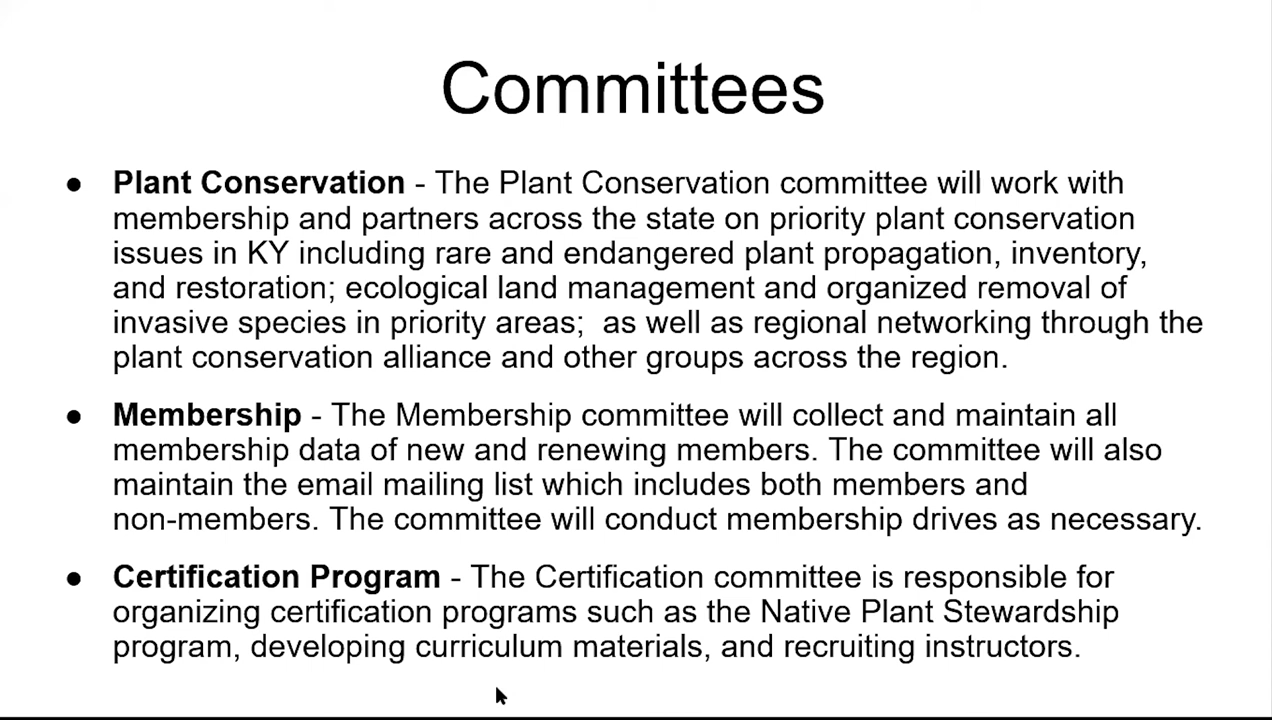 Committees
● Plant Conservation - The Plant Conservation committee will work with
membership and partners across the state on priority plant conservation
issues in KY including rare and endangered plant propagation, inventory,
and restoration; ecological land management and organized removal of
invasive species in priority areas;  as well as regional networking through the
plant conservation alliance and other groups across the region.
● Membership - The Membership committee will collect and maintain all
membership data of new and renewing members. The committee will also
maintain the email mailing list which includes both members and
non-members. The committee will conduct membership drives as necessary.
● Certification Program - The Certification committee is responsible for
organizing certification programs such as the Native Plant Stewardship
program, developing curriculum materials, and recruiting instructors.